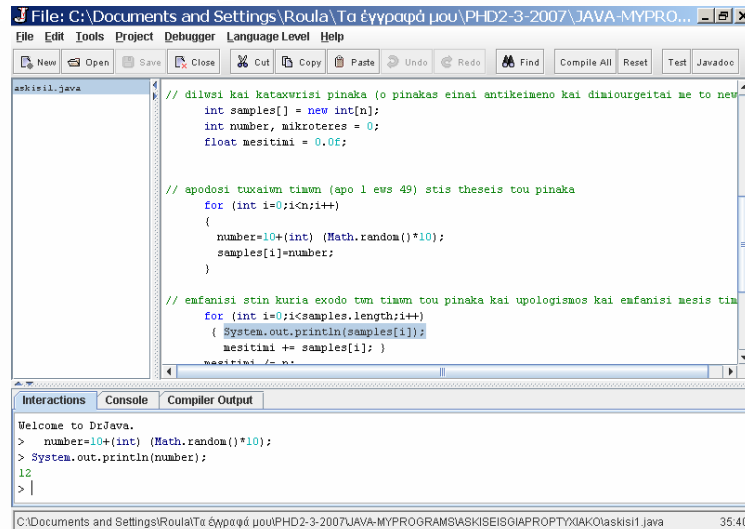 File: C:\Documents and Settings\Roula\Τα έγγραφά μου\PHD2-3-2007\JAVA-MYPRO...
File Edit Tools Project Debugger Language Level Help
New Open Save Close Cut Copy Paste Undo Redo Find Compile All Reset Test Javadoc
askisi1.java
// dilwsi kai kataxwrisi pinaka (o pinakas einai antikeimeno kai dimiourgeitai me to new
int samples[] = new int[n];
int number, mikroteres = 0;
float mesitimi = 0.0f;
// apodosi tuxaiwn timwn (apo 1 ews 49) stis theseis tou pinaka
for (int i=0;i<n;i++)
{
number=10+(int) (Math.random()*10);
samples[i]=number;
}
// emfanisi stin kuria exodo twn timwn tou pinaka kai upologismos kai emfanisi mesis tim
for (int i=0;i<samples.length;i++)
{ System.out.println(samples[i]);
mesitimi += samples[i]; }
mesitimi /= n;
Interactions Console Compiler Output
Welcome to DrJava.
> number=10+(int) (Math.random()*10);
> System.out.println(number);
12
>
C:\Documents and Settings\Roula\Τα έγγραφά μου\PHD2-3-2007\JAVA-MYPROGRAMS\ASKISEISGIAPROPTYXIAKO\askisi1.java 35:40